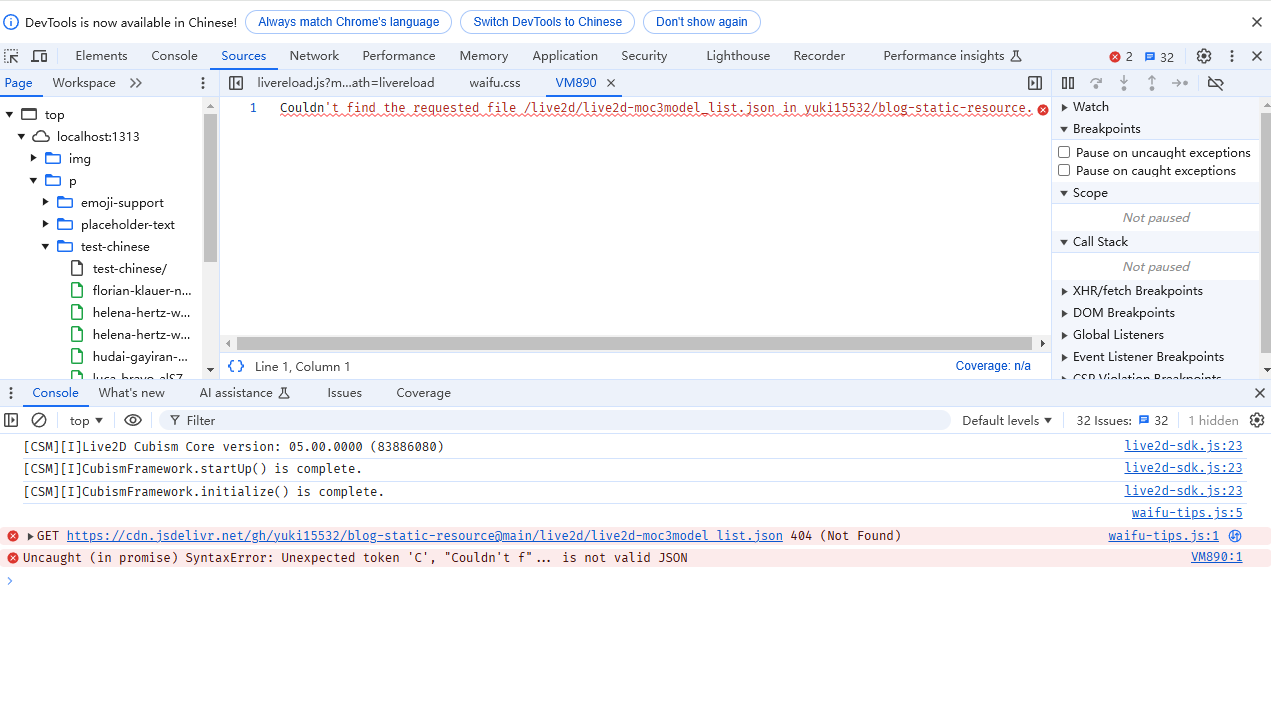 DevTools is now available in Chinese! Always match Chrome's language Switch DevTools to Chinese Don't show again
Elements Console Sources Network Performance Memory Application Security Lighthouse Recorder Performance insights 2 32
Page Workspace livereload.js?m...ath=livereload waifu.css VM890
1 Couldn't find the requested file /live2d/live2d-moc3model_list.json in yuki15532/blog-static-resource.
top
localhost:1313
img
p
emoji-support
placeholder-text
test-chinese
test-chinese/
florian-klauer-n...
helena-hertz-w...
helena-hertz-w...
hudai-gayiran-...
luca-bravo-alS7...
Line 1, Column 1 Coverage: n/a
Watch
Breakpoints
Pause on uncaught exceptions
Pause on caught exceptions
Scope
Not paused
Call Stack
Not paused
XHR/fetch Breakpoints
DOM Breakpoints
Global Listeners
Event Listener Breakpoints
CSP Violation Breakpoints
Console What's new AI assistance Issues Coverage
top Filter Default levels 32 Issues: 32 1 hidden
[CSM][I]Live2D Cubism Core version: 05.00.0000 (83886080) live2d-sdk.js:23
[CSM][I]CubismFramework.startUp() is complete. live2d-sdk.js:23
[CSM][I]CubismFramework.initialize() is complete. live2d-sdk.js:23
waifu-tips.js:5
GET https://cdn.jsdelivr.net/gh/yuki15532/blog-static-resource@main/live2d/live2d-moc3model_list.json 404 (Not Found) waifu-tips.js:1
Uncaught (in promise) SyntaxError: Unexpected token 'C', "Couldn't f"... is not valid JSON VM890:1